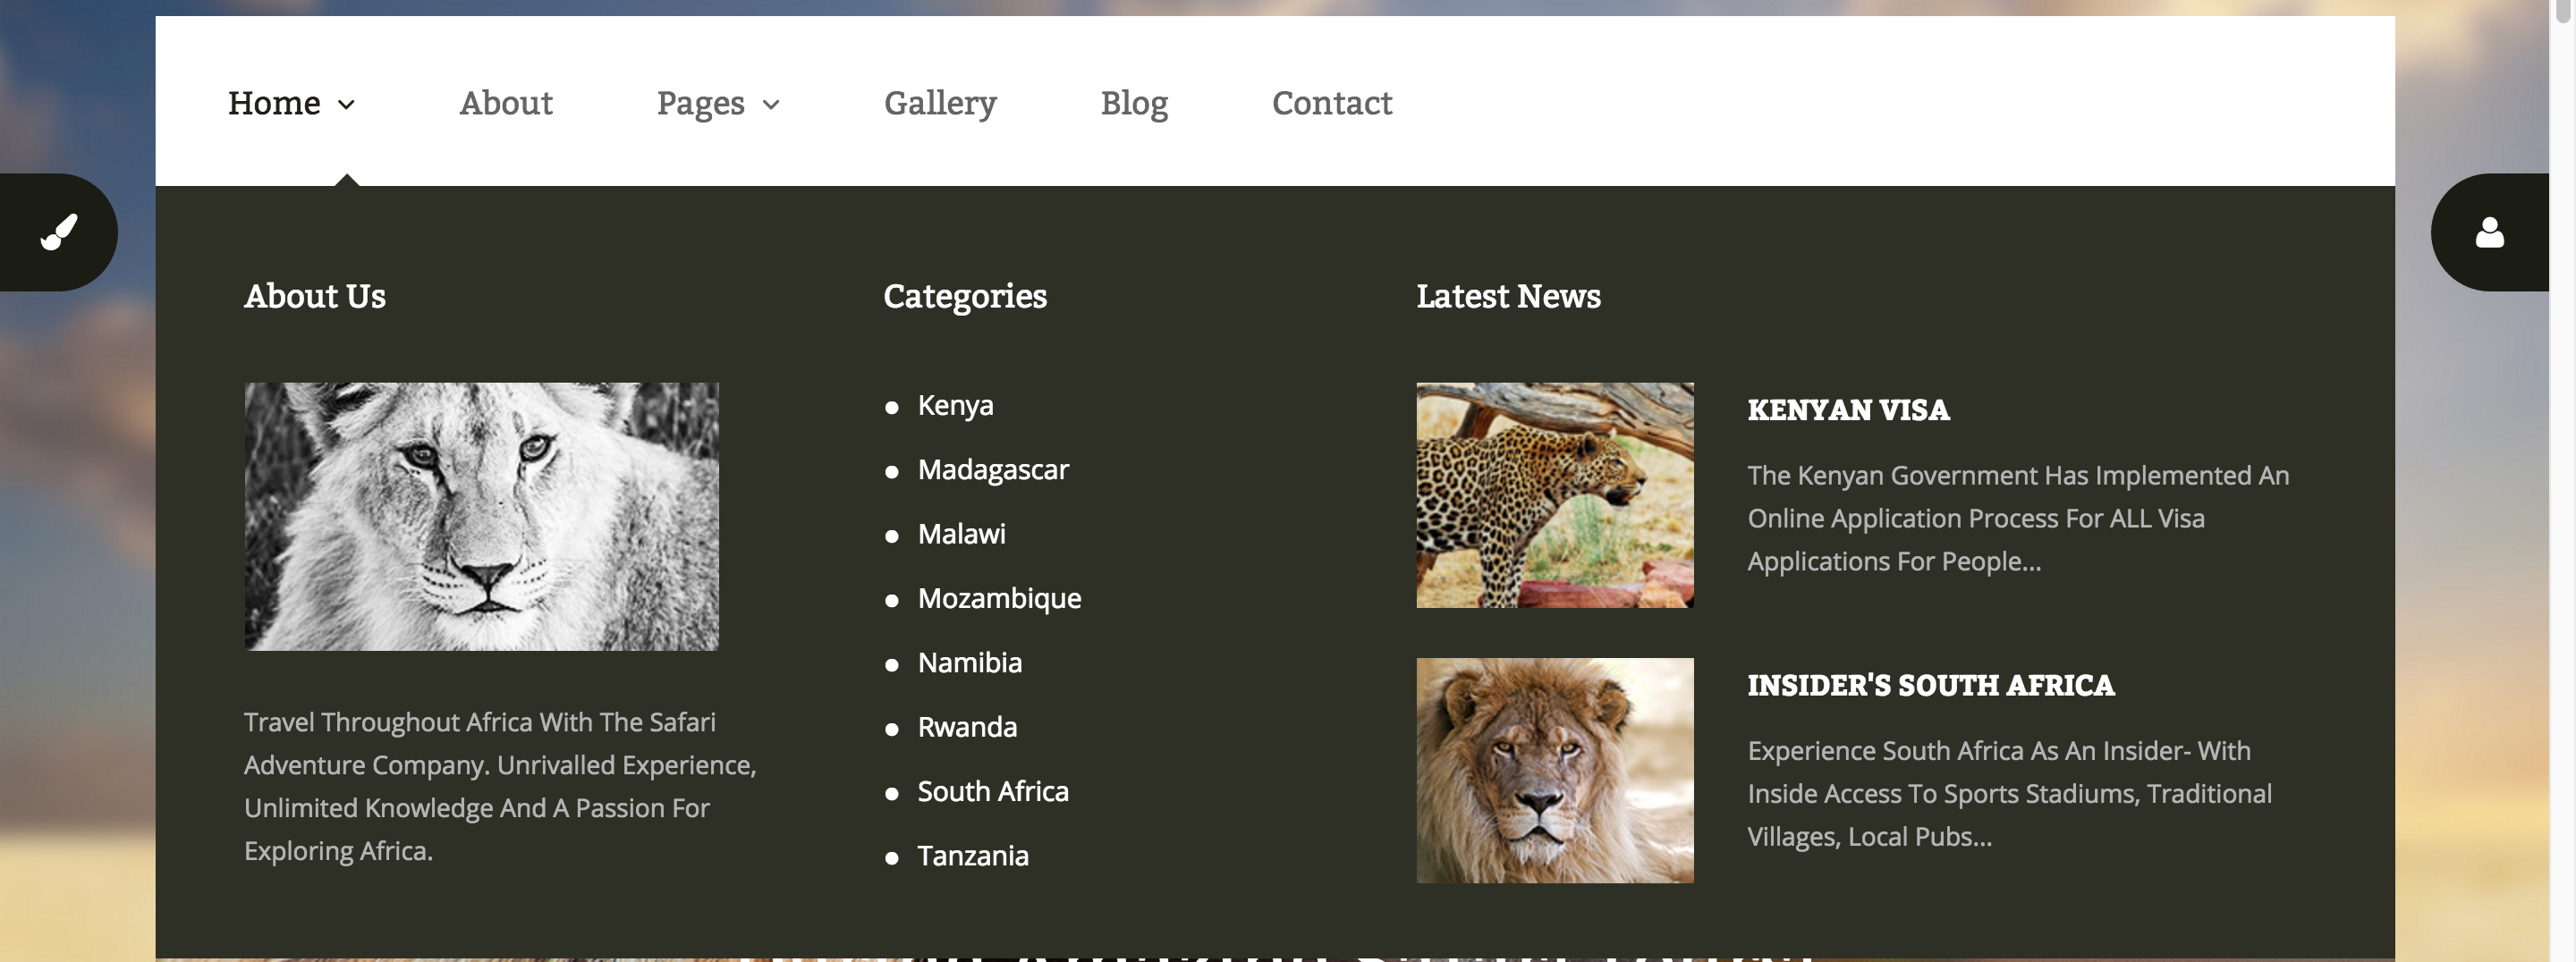 Home
About
Pages
Gallery
Blog
Contact
About Us
Travel Throughout Africa With The Safari
Adventure Company. Unrivalled Experience,
Unlimited Knowledge And A Passion For
Exploring Africa.
Categories
Kenya
Madagascar
Malawi
Mozambique
Namibia
Rwanda
South Africa
Tanzania
Latest News
KENYAN VISA
The Kenyan Government Has Implemented An
Online Application Process For ALL Visa
Applications For People...
INSIDER'S SOUTH AFRICA
Experience South Africa As An Insider- With
Inside Access To Sports Stadiums, Traditional
Villages, Local Pubs...